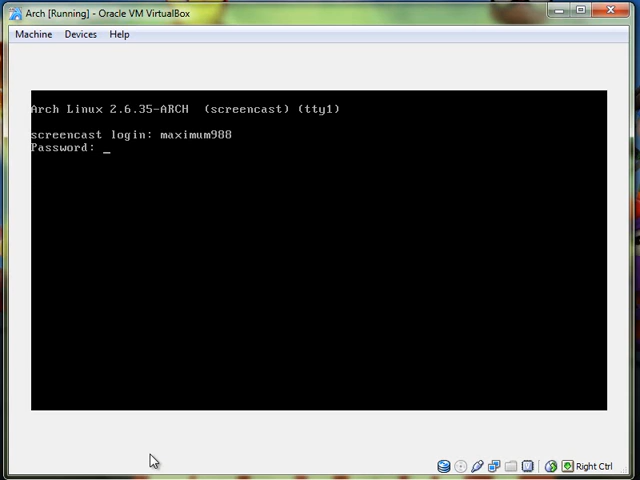 Arch [Running] - Oracle VM VirtualBox
Machine Devices Help
Arch Linux 2.6.35-ARCH (screencast) (tty1)
screencast login: maximum988
Password: _
Right Ctrl